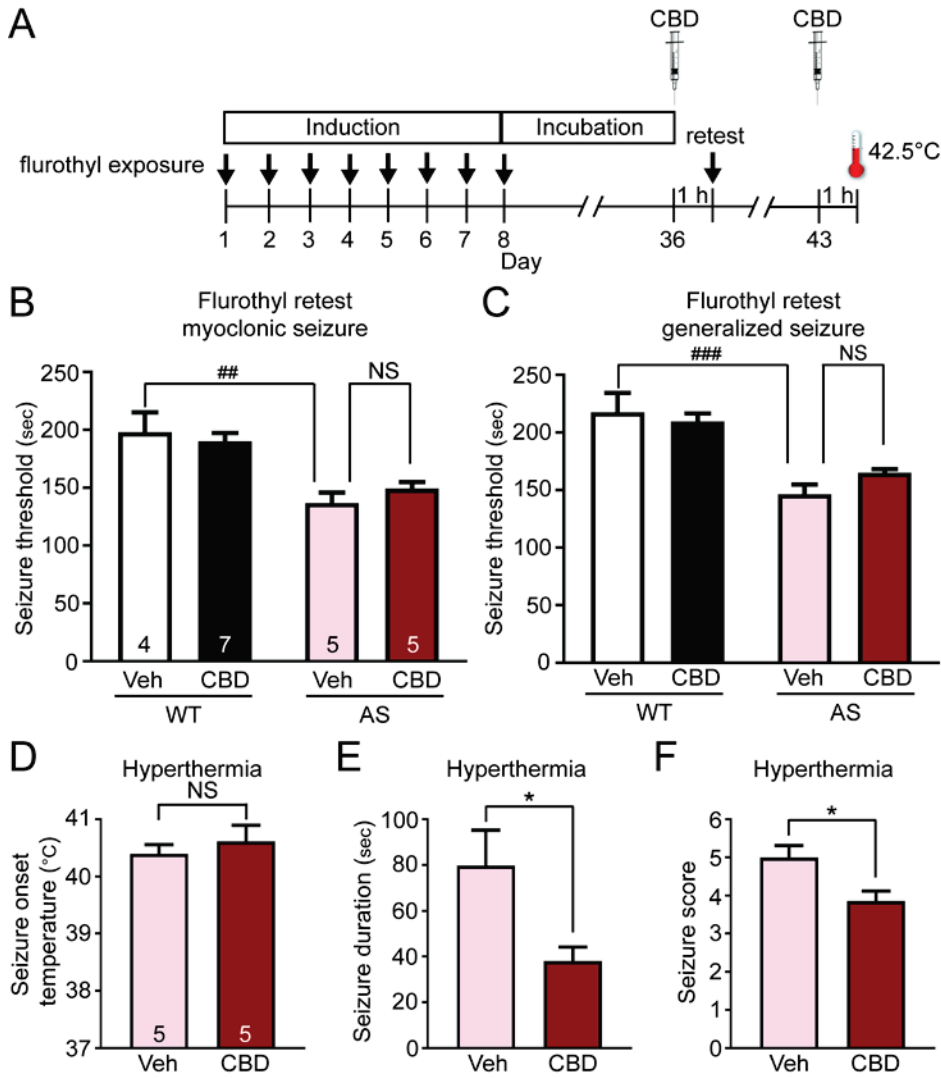 A
CBD CBD
Induction Incubation retest
flurothyl exposure 42.5°C
1 h 1 h
1 2 3 4 5 6 7 8 36 43
Day
B
Flurothyl retest
myoclonic seizure
## NS
Seizure threshold (sec)
250
200
150
100
50
0
4 7 5 5
Veh CBD Veh CBD
WT AS
C
Flurothyl retest
generalized seizure
### NS
Seizure threshold (sec)
250
200
150
100
50
0
Veh CBD Veh CBD
WT AS
D
Hyperthermia
NS
Seizure onset
temperature (°C)
41
40
39
38
37
5 5
Veh CBD
E
Hyperthermia
*
Seizure duration (sec)
100
80
60
40
20
0
Veh CBD
F
Hyperthermia
*
Seizure score
6
5
4
3
2
1
0
Veh CBD